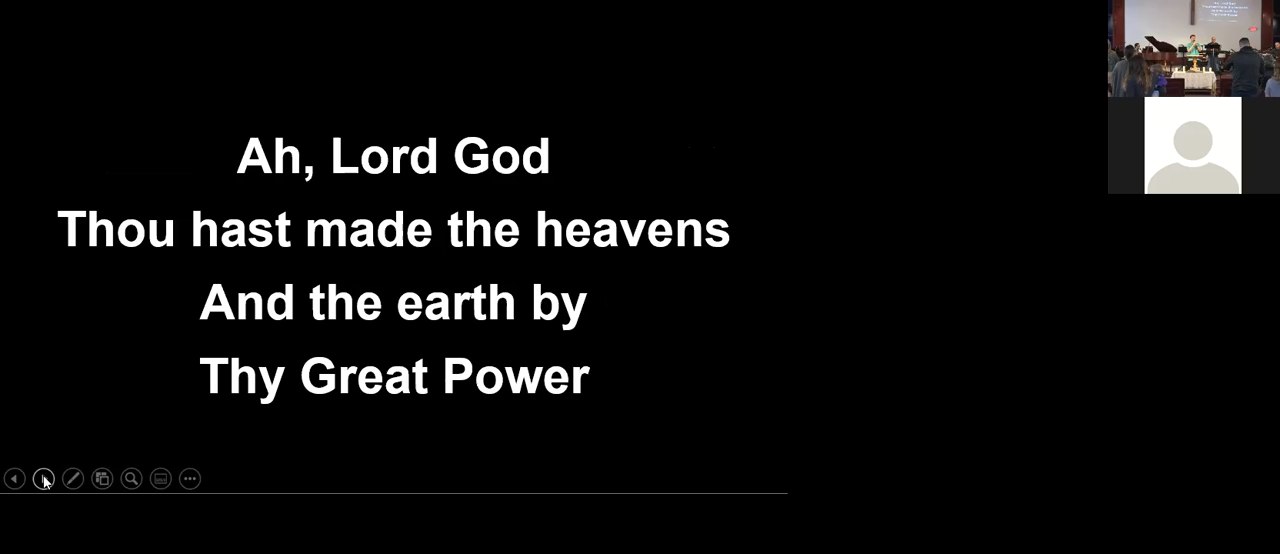 Ah, Lord God
Thou hast made the heavens
And the earth by
Thy Great Power